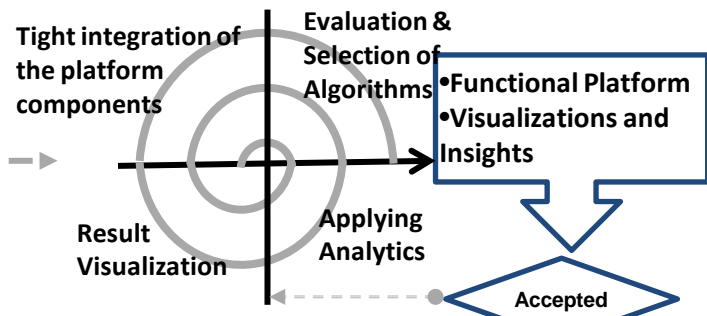 Tight integration of
the platform
components
Evaluation &
Selection of
Algorithms
•Functional Platform
•Visualizations and
Insights
Result
Visualization
Applying
Analytics
Accepted